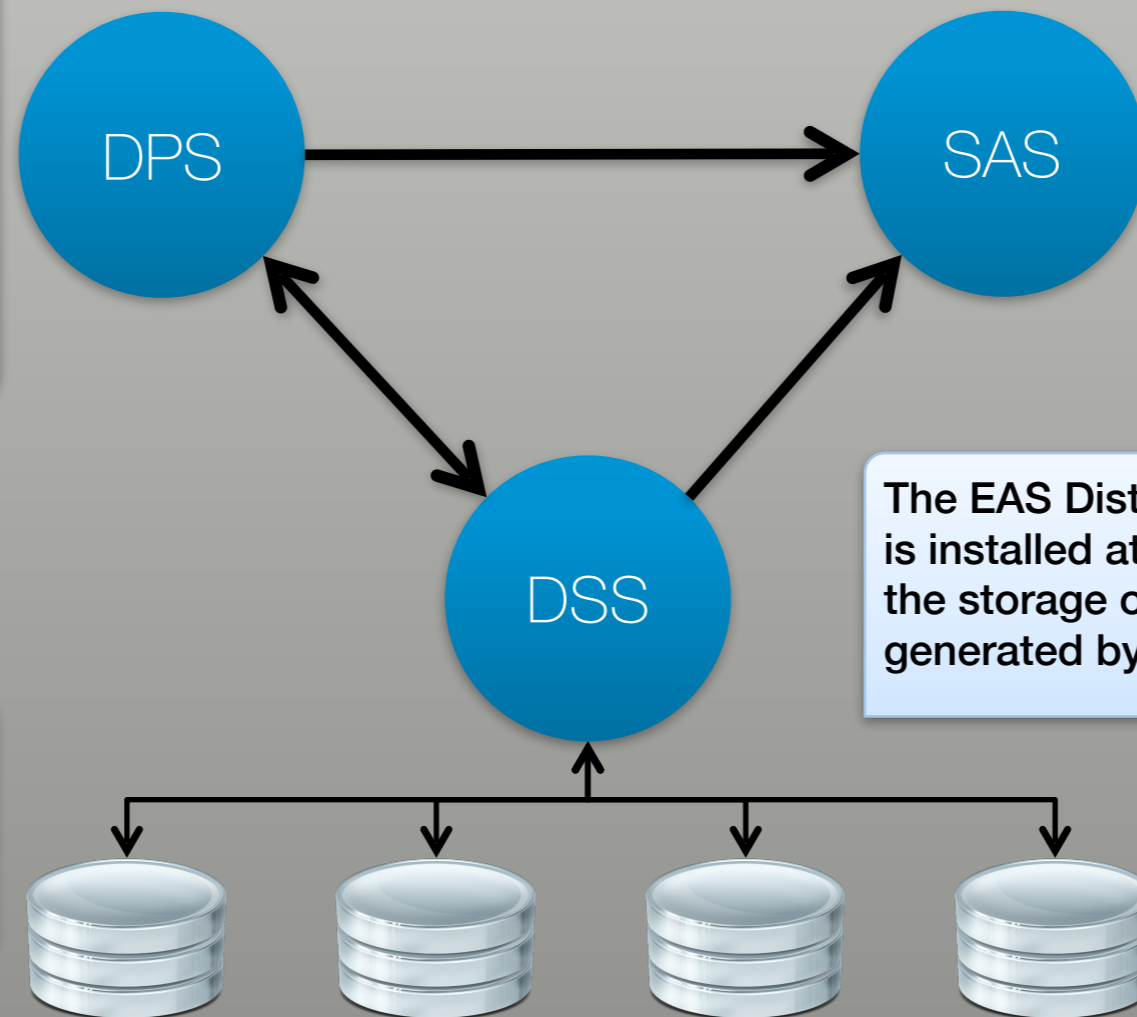 DPS
SAS
DSS
The EAS Dist
is installed at
the storage
generated by